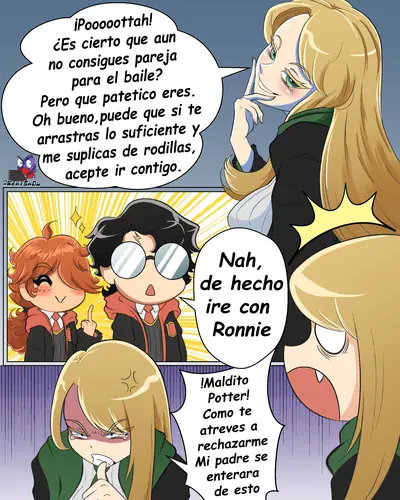 ¡Pooooottah!
¿Es cierto que aun
no consigues pareja
para el baile?
Pero que patetico eres.
Oh bueno,puede que si te
arrastras lo suficiente y
me suplicas de rodillas,
acepte ir contigo.
Nah,
de hecho
ire con
Ronnie
!Maldito
Potter!
Como te
atreves a
rechazarme
Mi padre se
enterara
de esto